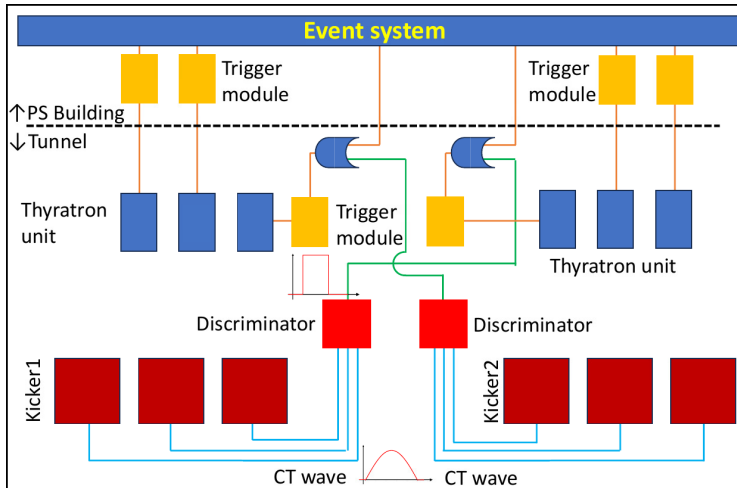 Event system
Trigger
module
Trigger
module
↑PS Building
↓Tunnel
Thyratron
unit
Trigger
module
Thyratron unit
Discriminator
Discriminator
Kicker1
Kicker2
CT wave
CT wave